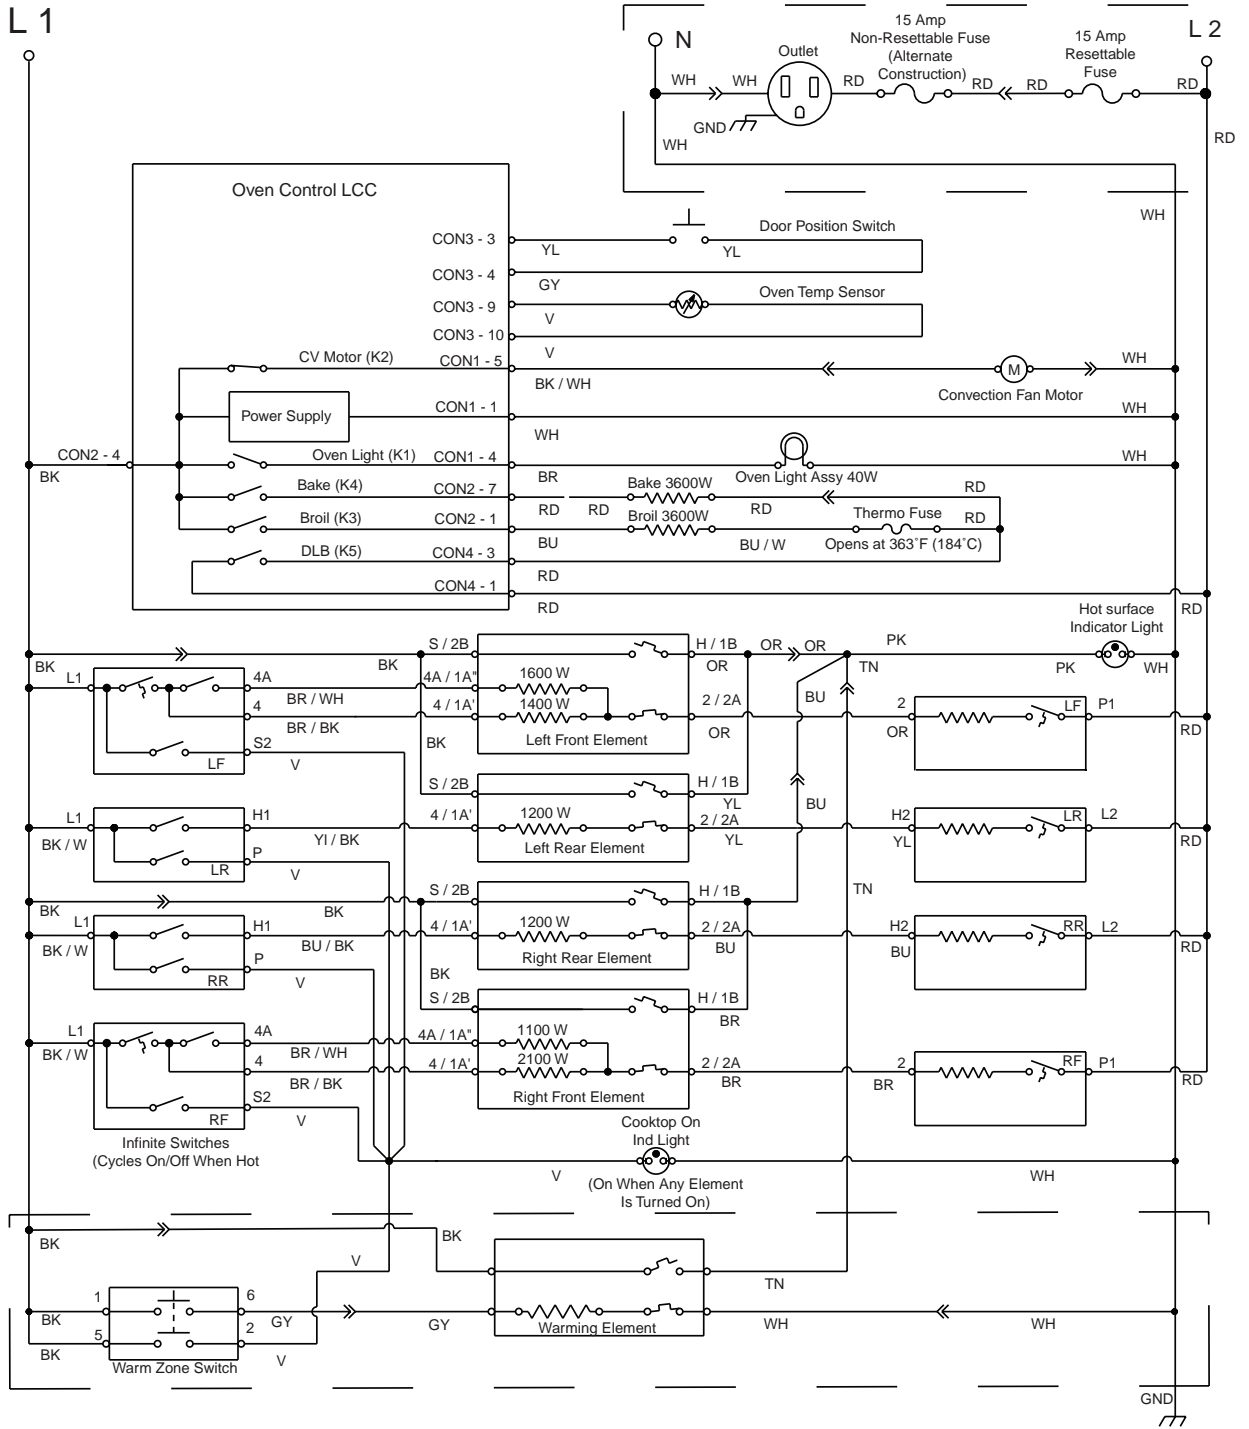 L 1
N
L 2
15 Amp
Non-Resettable Fuse
(Alternate
Construction)
15 Amp
Resettable
Fuse
Outlet
WH
WH
RD
RD
RD
RD
GND
WH
RD
WH
Oven Control LCC
CON3 - 3
YL
YL
Door Position Switch
CON3 - 4
GY
CON3 - 9
V
Oven Temp Sensor
CON3 - 10
V
CV Motor (K2)
CON1 - 5
BK / WH
M
Convection Fan Motor
WH
Power Supply
CON1 - 1
WH
WH
CON2 - 4
BK
Oven Light (K1)
CON1 - 4
BR
Oven Light Assy 40W
WH
Bake (K4)
CON2 - 7
RD
RD
Bake 3600W
RD
RD
Broil (K3)
CON2 - 1
BU
Broil 3600W
BU / W
Thermo Fuse
Opens at 363˚F (184˚C)
RD
DLB (K5)
CON4 - 3
RD
CON4 - 1
RD
RD
Hot surface
Indicator Light
BK
BK
S / 2B
H / 1B
OR
OR
OR
PK
TN
PK
WH
L1
4A
BR / WH
4A / 1A"
1600 W
4
BR / BK
4 / 1A'
1400 W
2 / 2A
OR
BU
2
OR
LF
P1
RD
S2
V
LF
BK
Left Front Element
S / 2B
H / 1B
YL
BU
L1
BK / W
H1
YI / BK
4 / 1A'
1200 W
2 / 2A
YL
H2
YL
LR
L2
RD
P
V
LR
Left Rear Element
BK
BK
S / 2B
H / 1B
TN
L1
BK / W
H1
BU / BK
4 / 1A'
1200 W
2 / 2A
BU
H2
BU
RR
L2
RD
P
V
RR
BK
Right Rear Element
S / 2B
H / 1B
BR
L1
BK / W
4A
BR / WH
4A / 1A"
1100 W
4
BR / BK
4 / 1A'
2100 W
2 / 2A
BR
2
BR
RF
P1
RD
S2
V
RF
Right Front Element
Infinite Switches
(Cycles On/Off When Hot
Cooktop On
Ind Light
V
WH
(On When Any Element
Is Turned On)
BK
BK
V
TN
1
6
BK
GY
GY
Warming Element
WH
WH
5
2
BK
V
Warm Zone Switch
GND